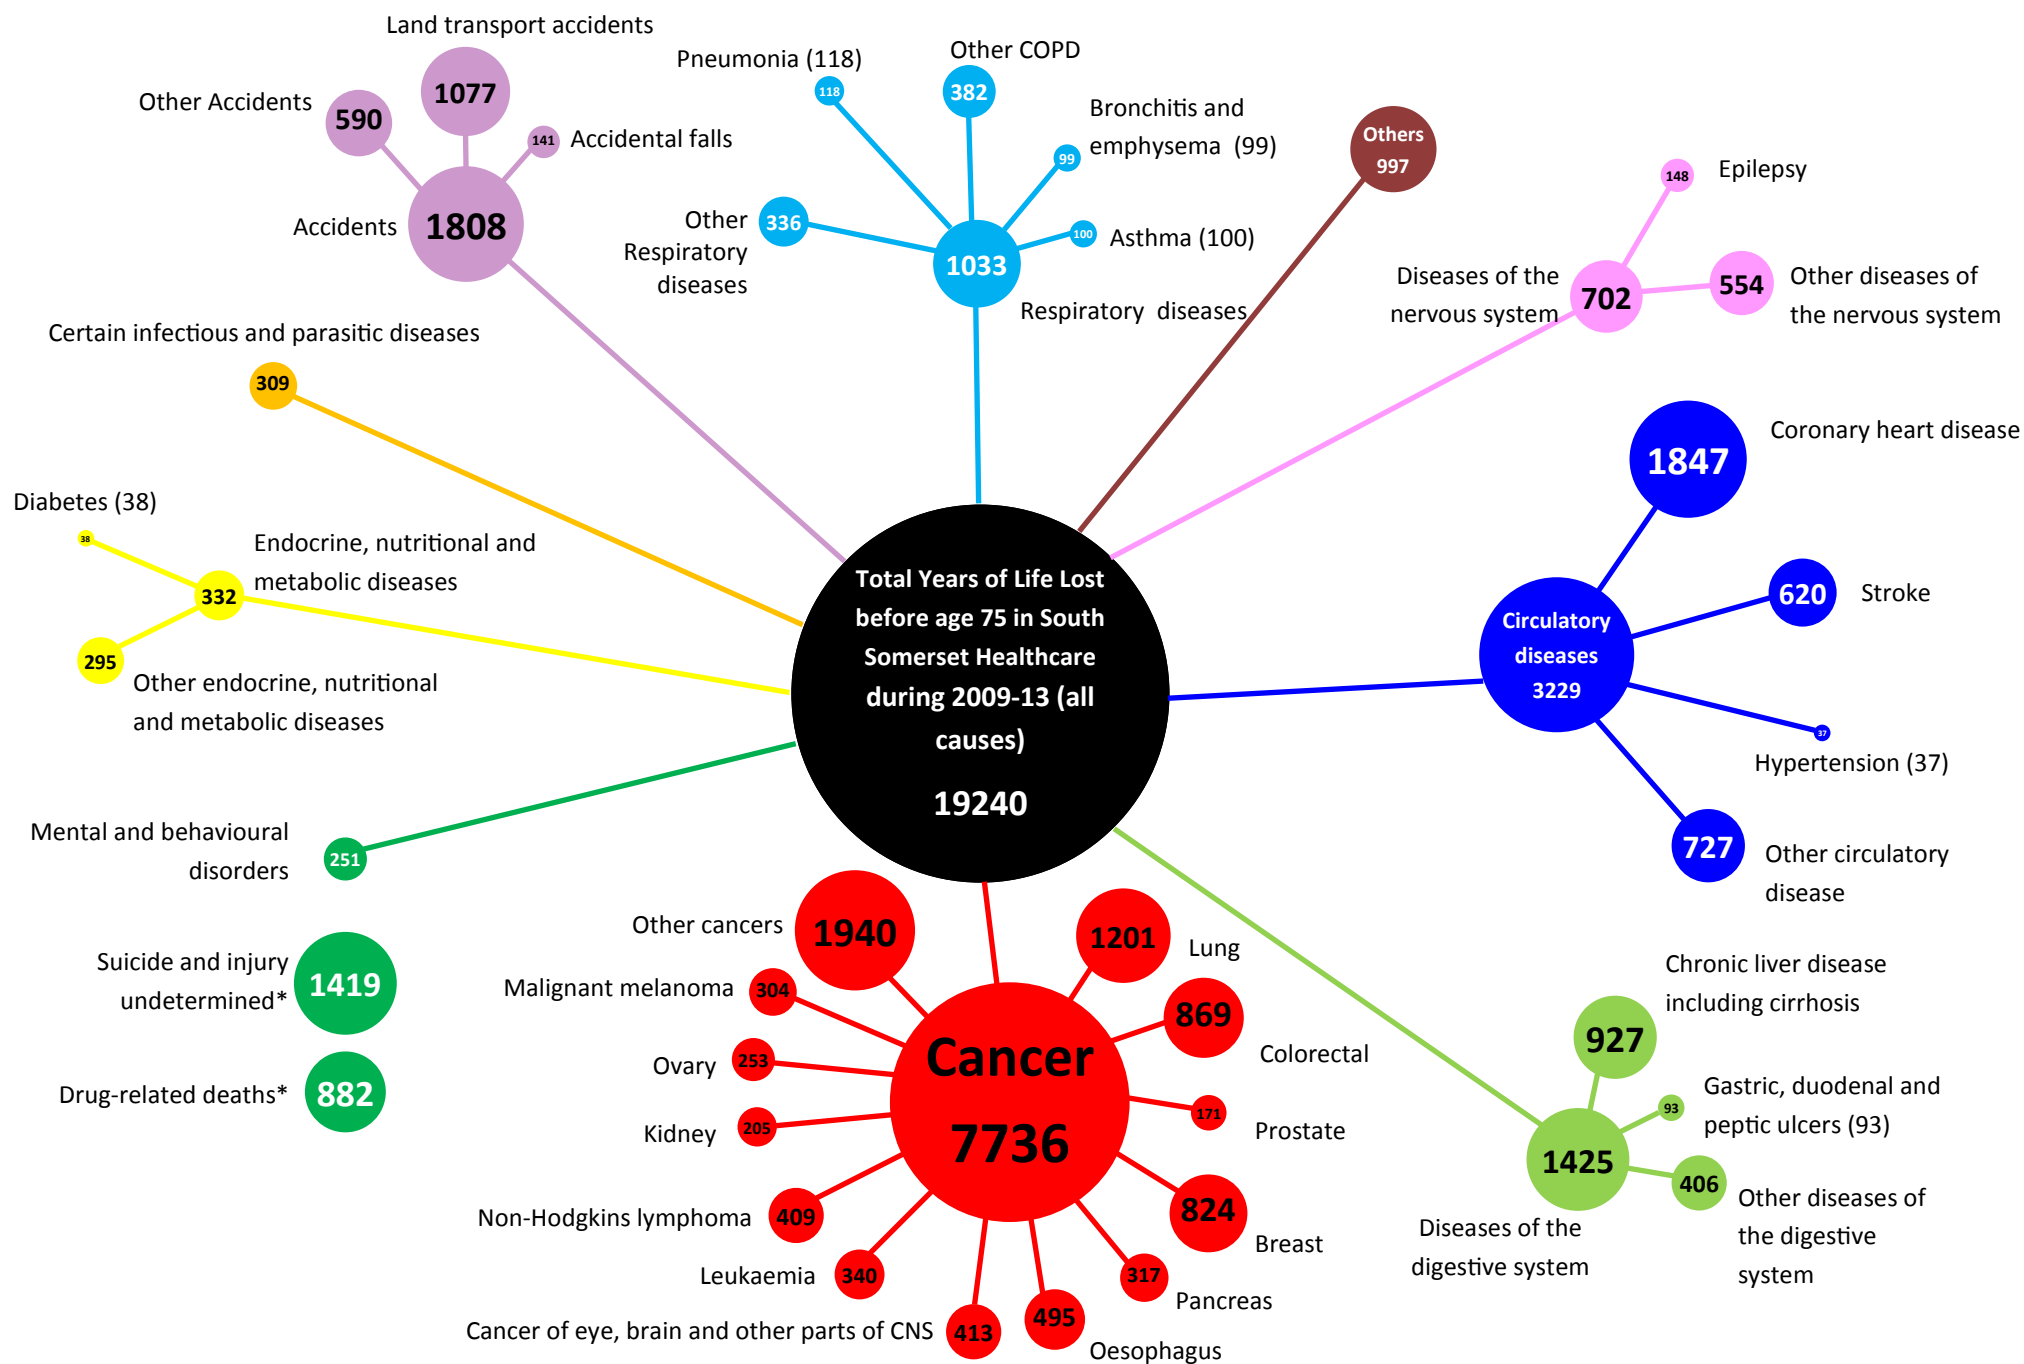 Land transport accidents
1077
Other Accidents
590
141
Accidental falls
Accidents
1808
Pneumonia (118)
118
Other COPD
382
Bronchitis and
emphysema  (99)
99
Other
Respiratory
diseases
336
100
Asthma (100)
1033
Respiratory  diseases
Others
997
148
Epilepsy
Diseases of the
nervous system
702
554
Other diseases of
the nervous system
Certain infectious and parasitic diseases
309
Diabetes (38)
38
Endocrine, nutritional and
metabolic diseases
332
295
Other endocrine, nutritional
and metabolic diseases
Total Years of Life Lost
before age 75 in South
Somerset Healthcare
during 2009-13 (all
causes)
19240
1847
Coronary heart disease
620
Stroke
Circulatory
diseases
3229
37
Hypertension (37)
727
Other circulatory
disease
Mental and behavioural
disorders
251
Suicide and injury
undetermined*
1419
Drug-related deaths*
882
Other cancers
1940
1201
Lung
Malignant melanoma
304
869
Colorectal
Ovary
253
Cancer
7736
Kidney
205
171
Prostate
Non-Hodgkins lymphoma
409
824
Breast
Leukaemia
340
317
Pancreas
Cancer of eye, brain and other parts of CNS
413
495
Oesophagus
Chronic liver disease
including cirrhosis
927
93
Gastric, duodenal and
peptic ulcers (93)
1425
406
Other diseases of
the digestive
system
Diseases of the
digestive system